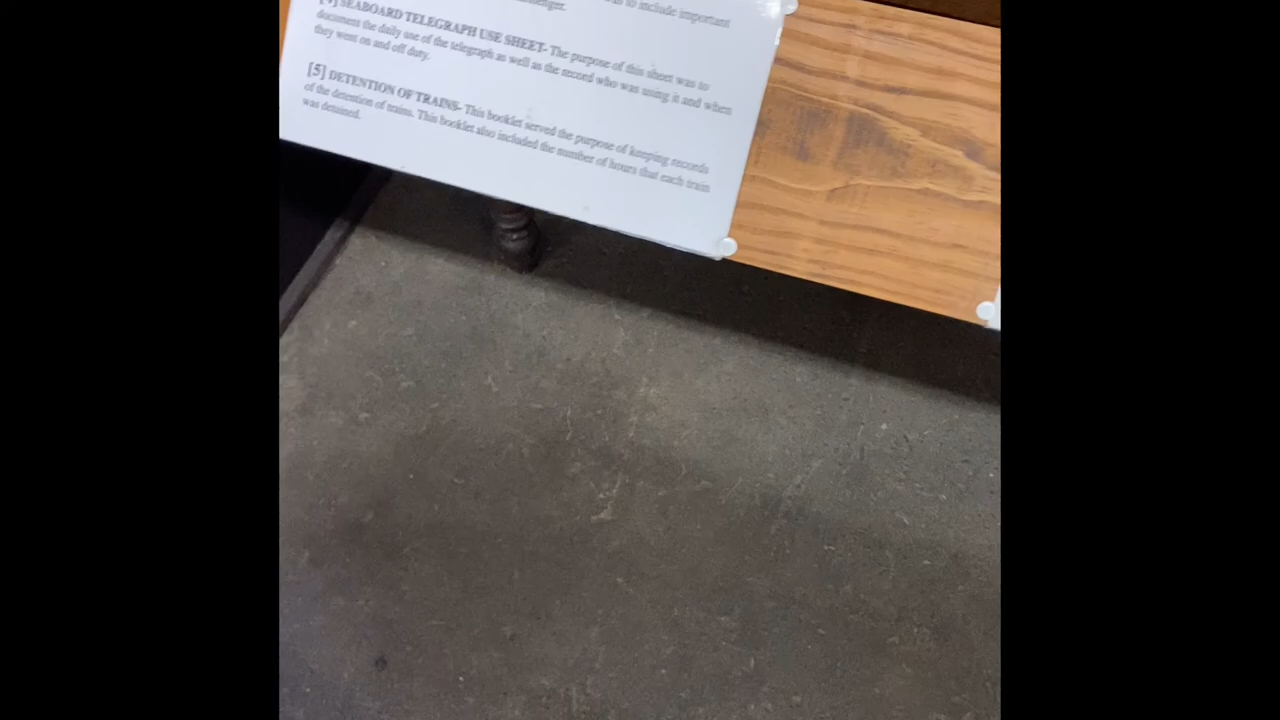 to include important
[4] SEABOARD TELEGRAPH USE SHEET- The purpose of this sheet was to
document the daily use of the telegraph as well as the record who was using it and when
they went on and off duty.
[5] DETENTION OF TRAINS- This booklet served the purpose of keeping records
of the detention of trains. This booklet also included the number of hours that each train
was detained.